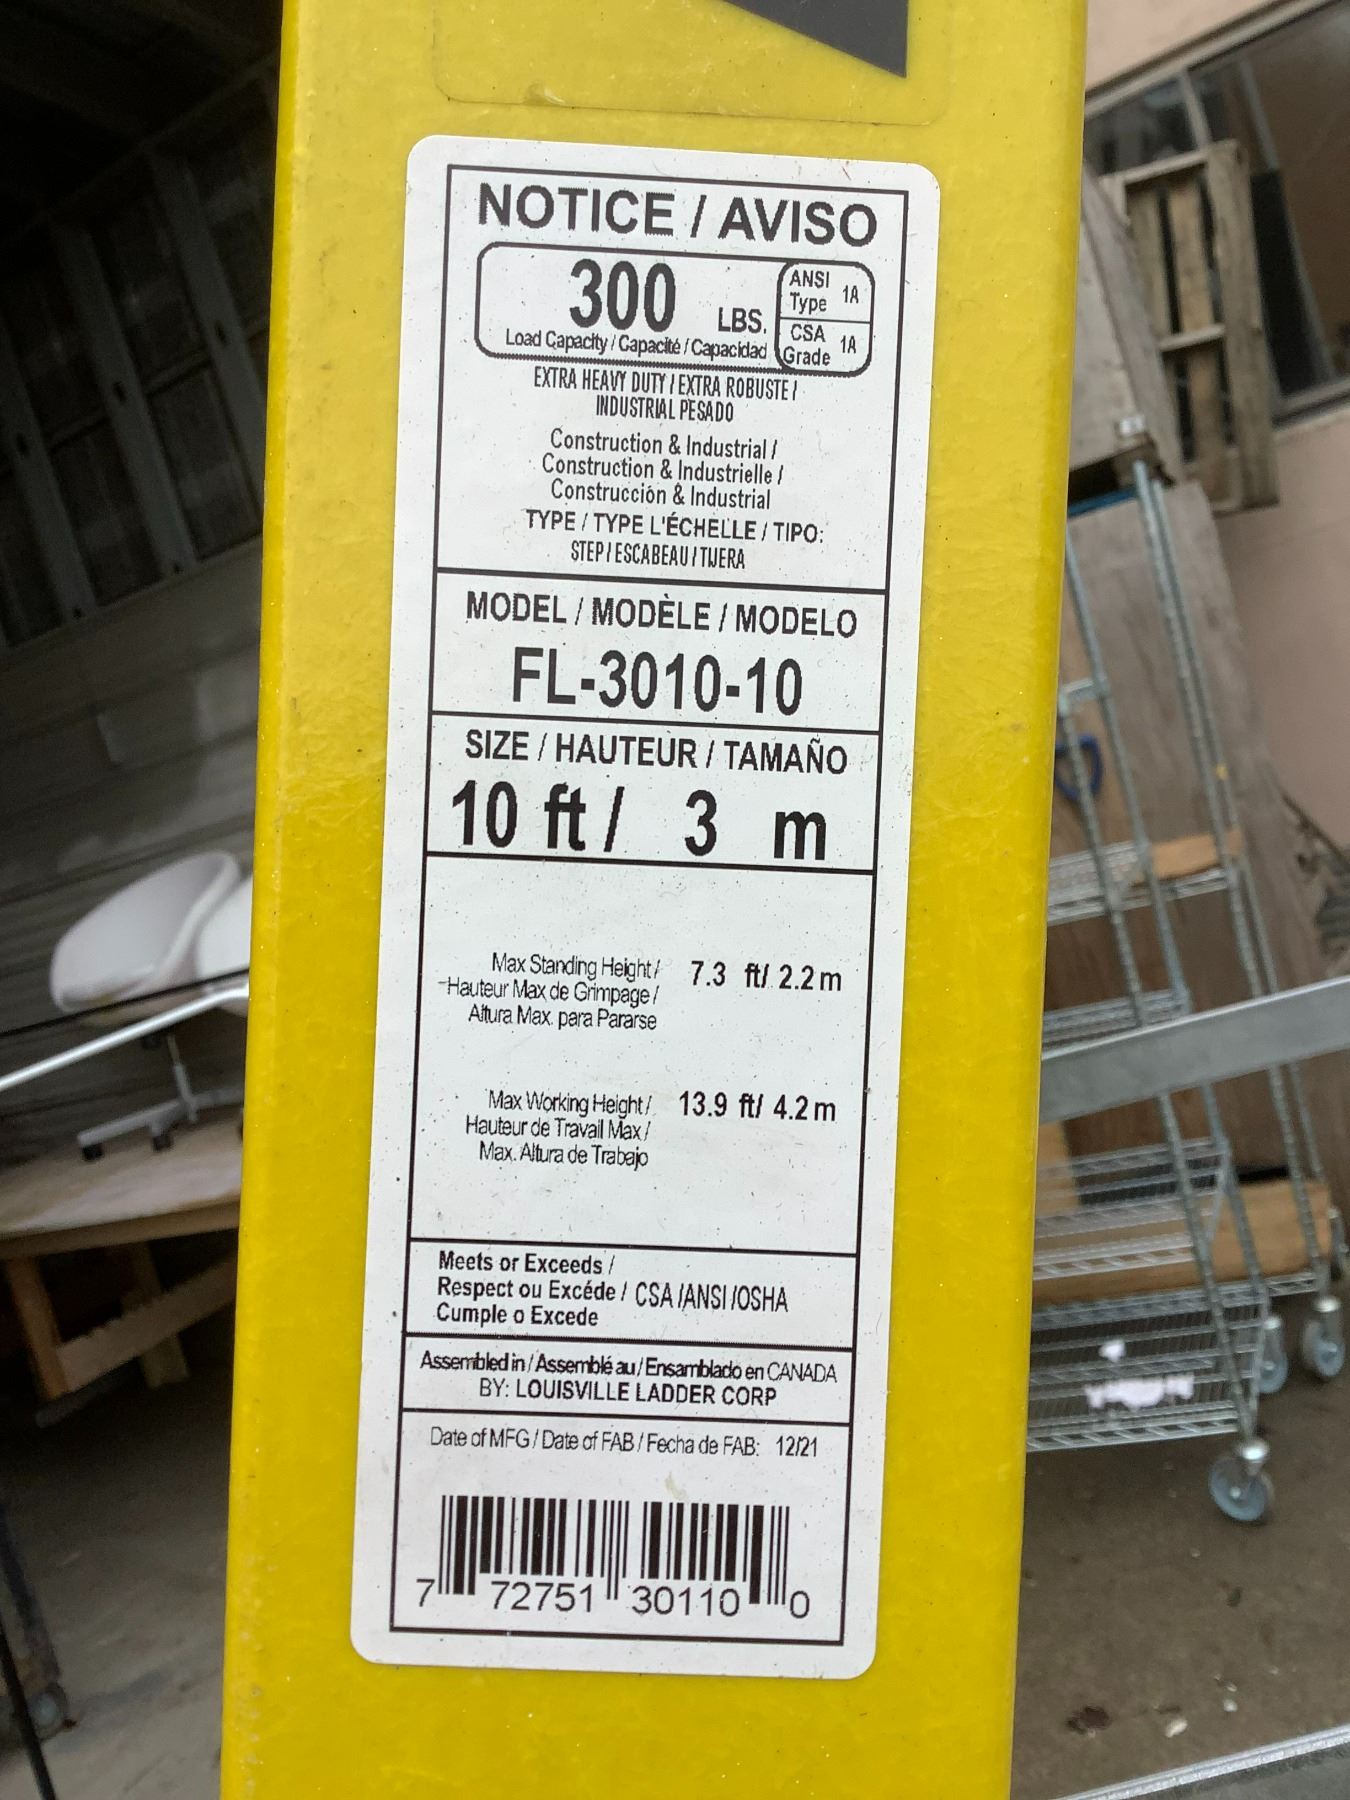 NOTICE / AVISO
300 LBS.
ANSI Type 1A
CSA Grade 1A
Load Capacity / Capacité / Capacidad
EXTRA HEAVY DUTY / EXTRA ROBUSTE /
INDUSTRIAL PESADO
Construction & Industrial /
Construction & Industrielle /
Construcción & Industrial
TYPE / TYPE L'ÉCHELLE / TIPO:
STEP / ESCABEAU / TIJERA
MODEL / MODÈLE / MODELO
FL-3010-10
SIZE / HAUTEUR / TAMAÑO
10 ft / 3 m
Max Standing Height / 7.3 ft/ 2.2 m
Hauteur Max de Grimpage /
Altura Max. para Pararse
Max Working Height / 13.9 ft/ 4.2 m
Hauteur de Travail Max /
Max. Altura de Trabajo
Meets or Exceeds /
Respect ou Excéde / CSA /ANSI /OSHA
Cumple o Excede
Assembled in / Assemblé au / Ensamblado en CANADA
BY: LOUISVILLE LADDER CORP
Date of MFG / Date of FAB / Fecha de FAB: 12/21
7 72751 30110 0